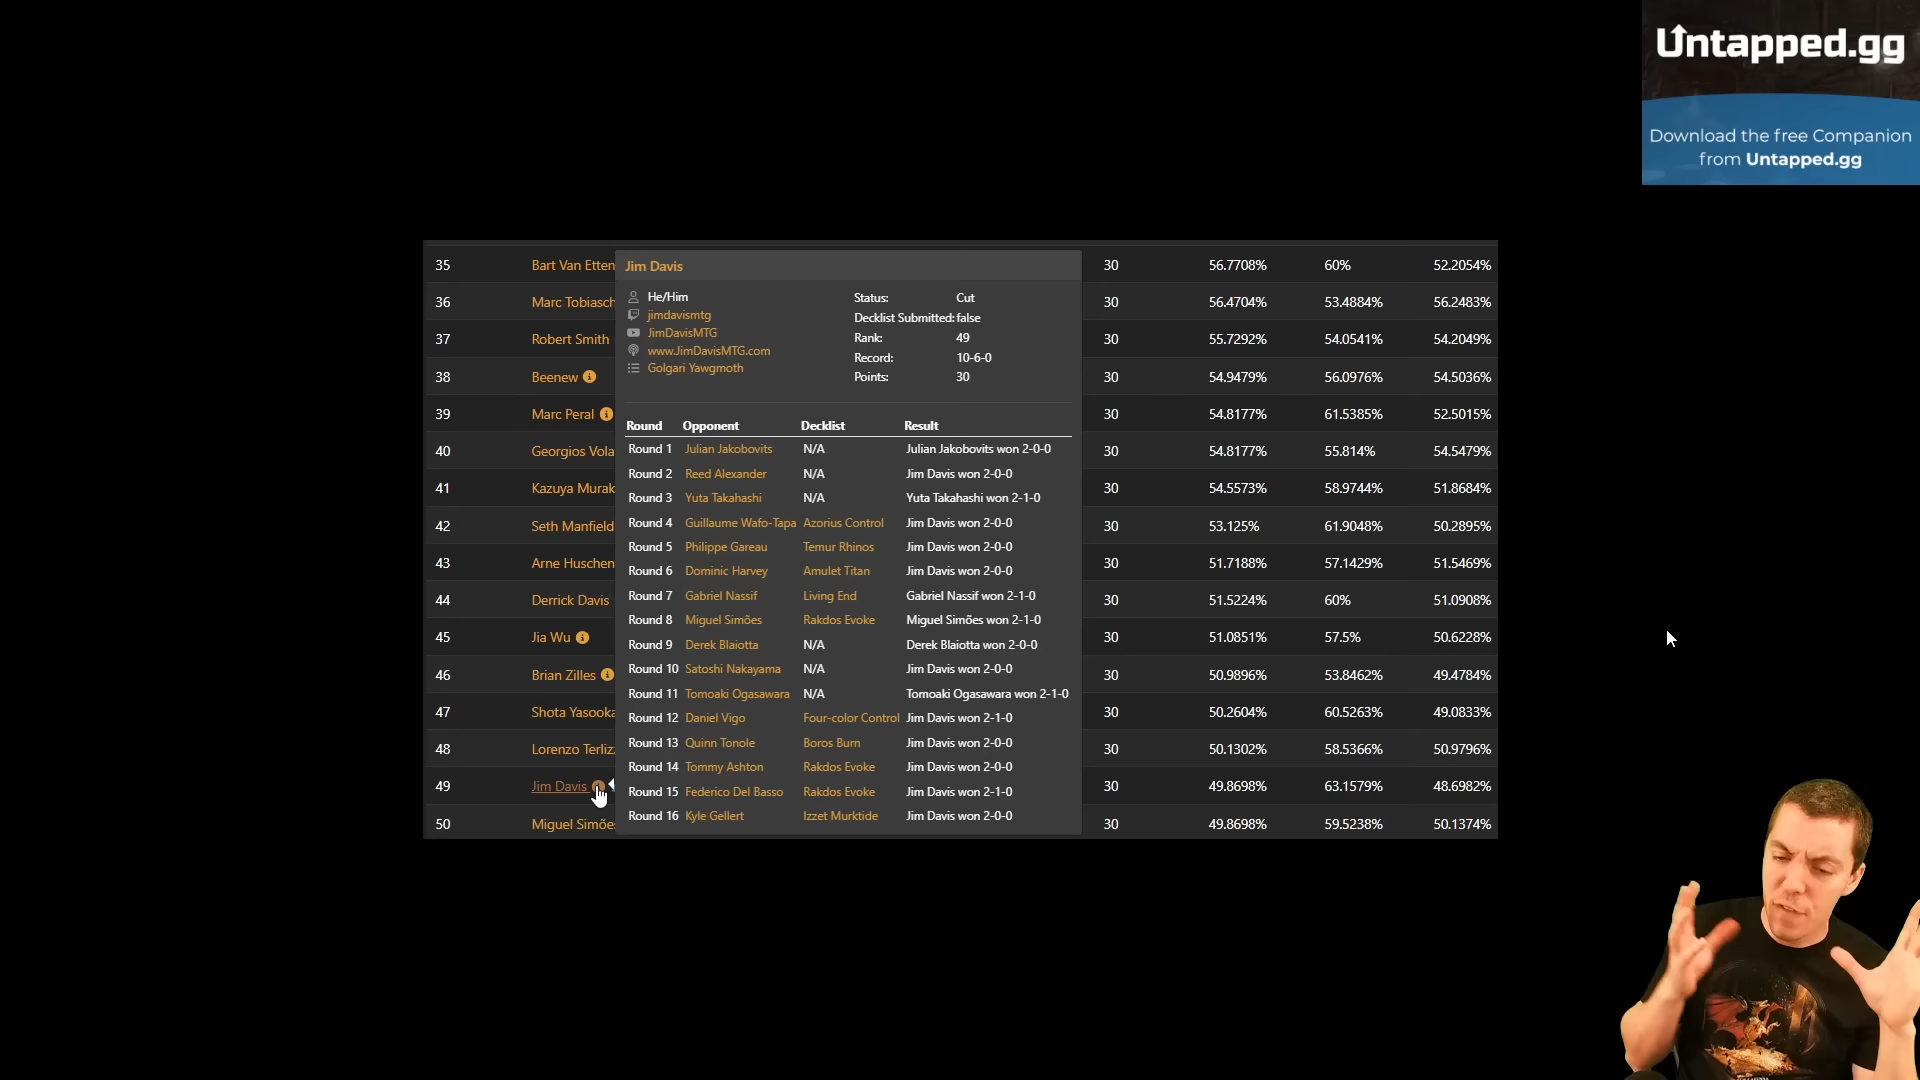 Untapped.gg
Download the free Companion
from Untapped.gg
35 Bart Van Etten 30 56.7708% 60% 52.2054%
36 Marc Tobiasch 30 56.4704% 53.4884% 56.2483%
37 Robert Smith 30 55.7292% 54.0541% 54.2049%
38 Beenew 30 54.9479% 56.0976% 54.5036%
39 Marc Peral 30 54.8177% 61.5385% 52.5015%
40 Georgios Vola 30 54.8177% 55.814% 54.5479%
41 Kazuya Murak 30 54.5573% 58.9744% 51.8684%
42 Seth Manfield 30 53.125% 61.9048% 50.2895%
43 Arne Huschen 30 51.7188% 57.1429% 51.5469%
44 Derrick Davis 30 51.5224% 60% 51.0908%
45 Jia Wu 30 51.0851% 57.5% 50.6228%
46 Brian Zilles 30 50.9896% 53.8462% 49.4784%
47 Shota Yasooka 30 50.2604% 60.5263% 49.0833%
48 Lorenzo Terliz 30 50.1302% 58.5366% 50.9796%
49 Jim Davis 30 49.8698% 63.1579% 48.6982%
50 Miguel Simões 30 49.8698% 59.5238% 50.1374%
Jim Davis
He/Him
jimdavismtg
JimDavisMTG
www.JimDavisMTG.com
Golgari Yawgmoth
Status: Cut
Decklist Submitted: false
Rank: 49
Record: 10-6-0
Points: 30
Round Opponent Decklist Result
Round 1 Julian Jakobovits N/A Julian Jakobovits won 2-0-0
Round 2 Reed Alexander N/A Jim Davis won 2-0-0
Round 3 Yuta Takahashi N/A Yuta Takahashi won 2-1-0
Round 4 Guillaume Wafo-Tapa Azorius Control Jim Davis won 2-0-0
Round 5 Philippe Gareau Temur Rhinos Jim Davis won 2-0-0
Round 6 Dominic Harvey Amulet Titan Jim Davis won 2-0-0
Round 7 Gabriel Nassif Living End Gabriel Nassif won 2-1-0
Round 8 Miguel Simões Rakdos Evoke Miguel Simões won 2-1-0
Round 9 Derek Blaiotta N/A Derek Blaiotta won 2-0-0
Round 10 Satoshi Nakayama N/A Jim Davis won 2-0-0
Round 11 Tomoaki Ogasawara N/A Tomoaki Ogasawara won 2-1-0
Round 12 Daniel Vigo Four-color Control Jim Davis won 2-1-0
Round 13 Quinn Tonole Boros Burn Jim Davis won 2-0-0
Round 14 Tommy Ashton Rakdos Evoke Jim Davis won 2-0-0
Round 15 Federico Del Basso Rakdos Evoke Jim Davis won 2-1-0
Round 16 Kyle Gellert Izzet Murktide Jim Davis won 2-0-0